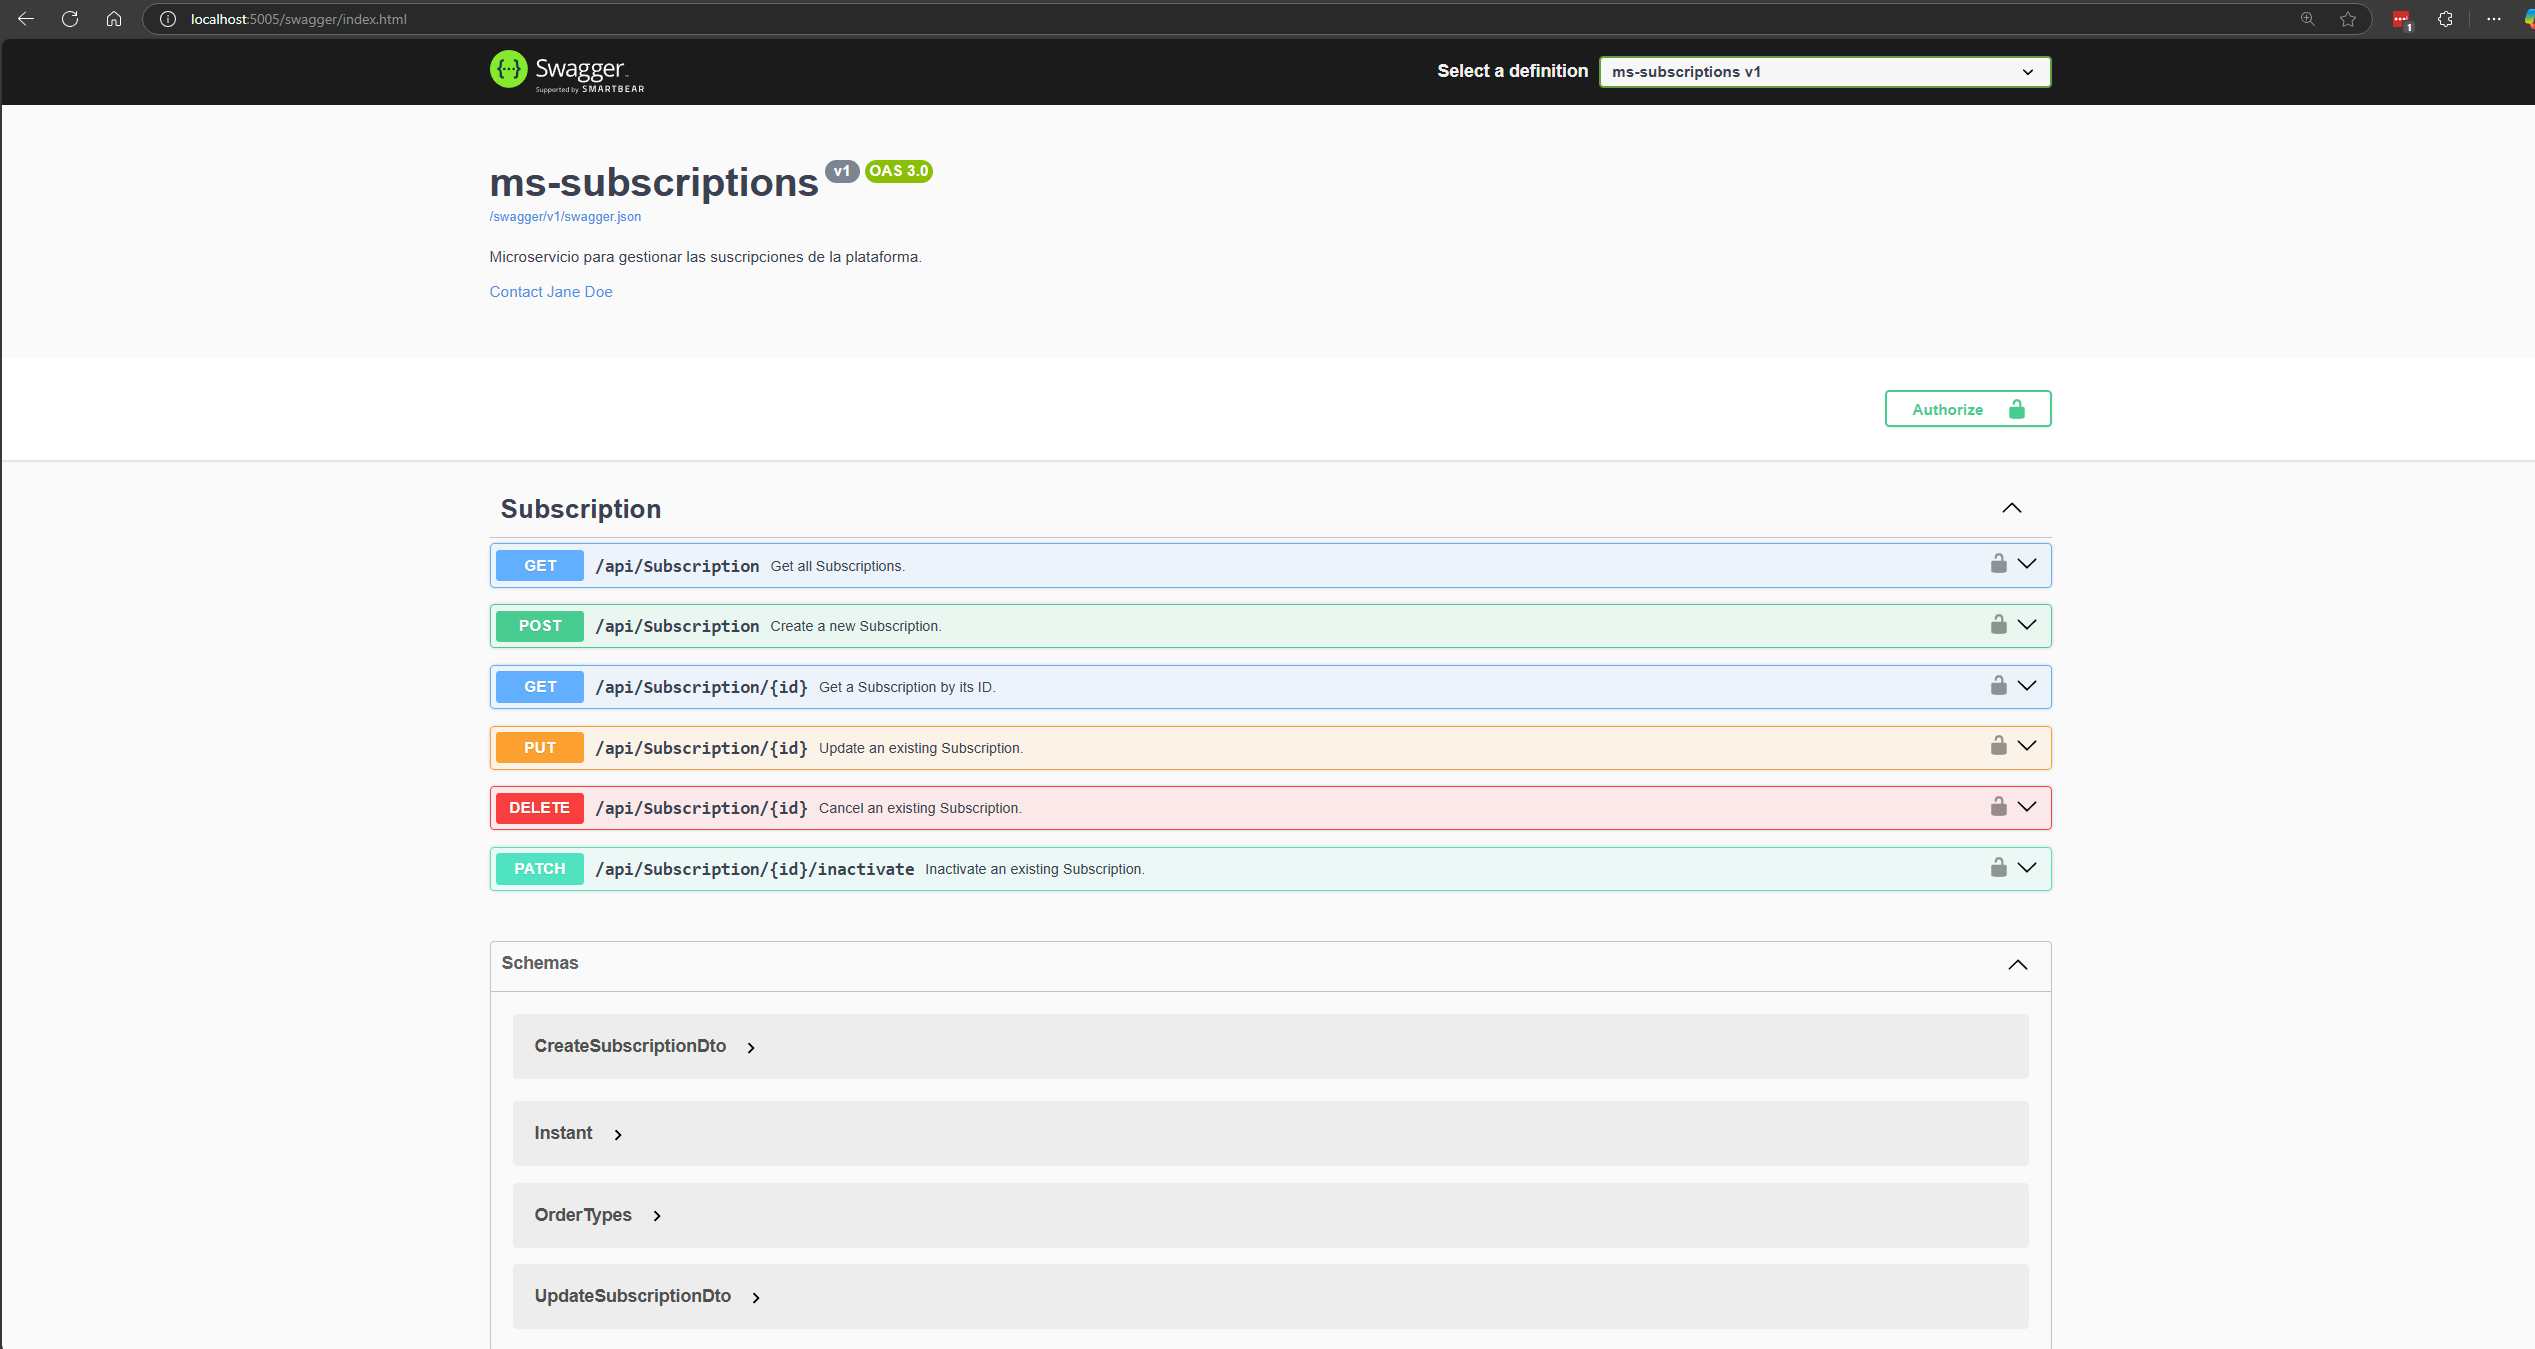 localhost:5005/swagger/index.html
1
Swagger
Supported by SMARTBEAR
Select a definition
ms-subscriptions v1
ms-subscriptions v1 OAS 3.0
/swagger/v1/swagger.json
Microservicio para gestionar las suscripciones de la plataforma.
Contact Jane Doe
Authorize
Subscription
GET /api/Subscription Get all Subscriptions.
POST /api/Subscription Create a new Subscription.
GET /api/Subscription/{id} Get a Subscription by its ID.
PUT /api/Subscription/{id} Update an existing Subscription.
DELETE /api/Subscription/{id} Cancel an existing Subscription.
PATCH /api/Subscription/{id}/inactivate Inactivate an existing Subscription.
Schemas
CreateSubscriptionDto
Instant
OrderTypes
UpdateSubscriptionDto